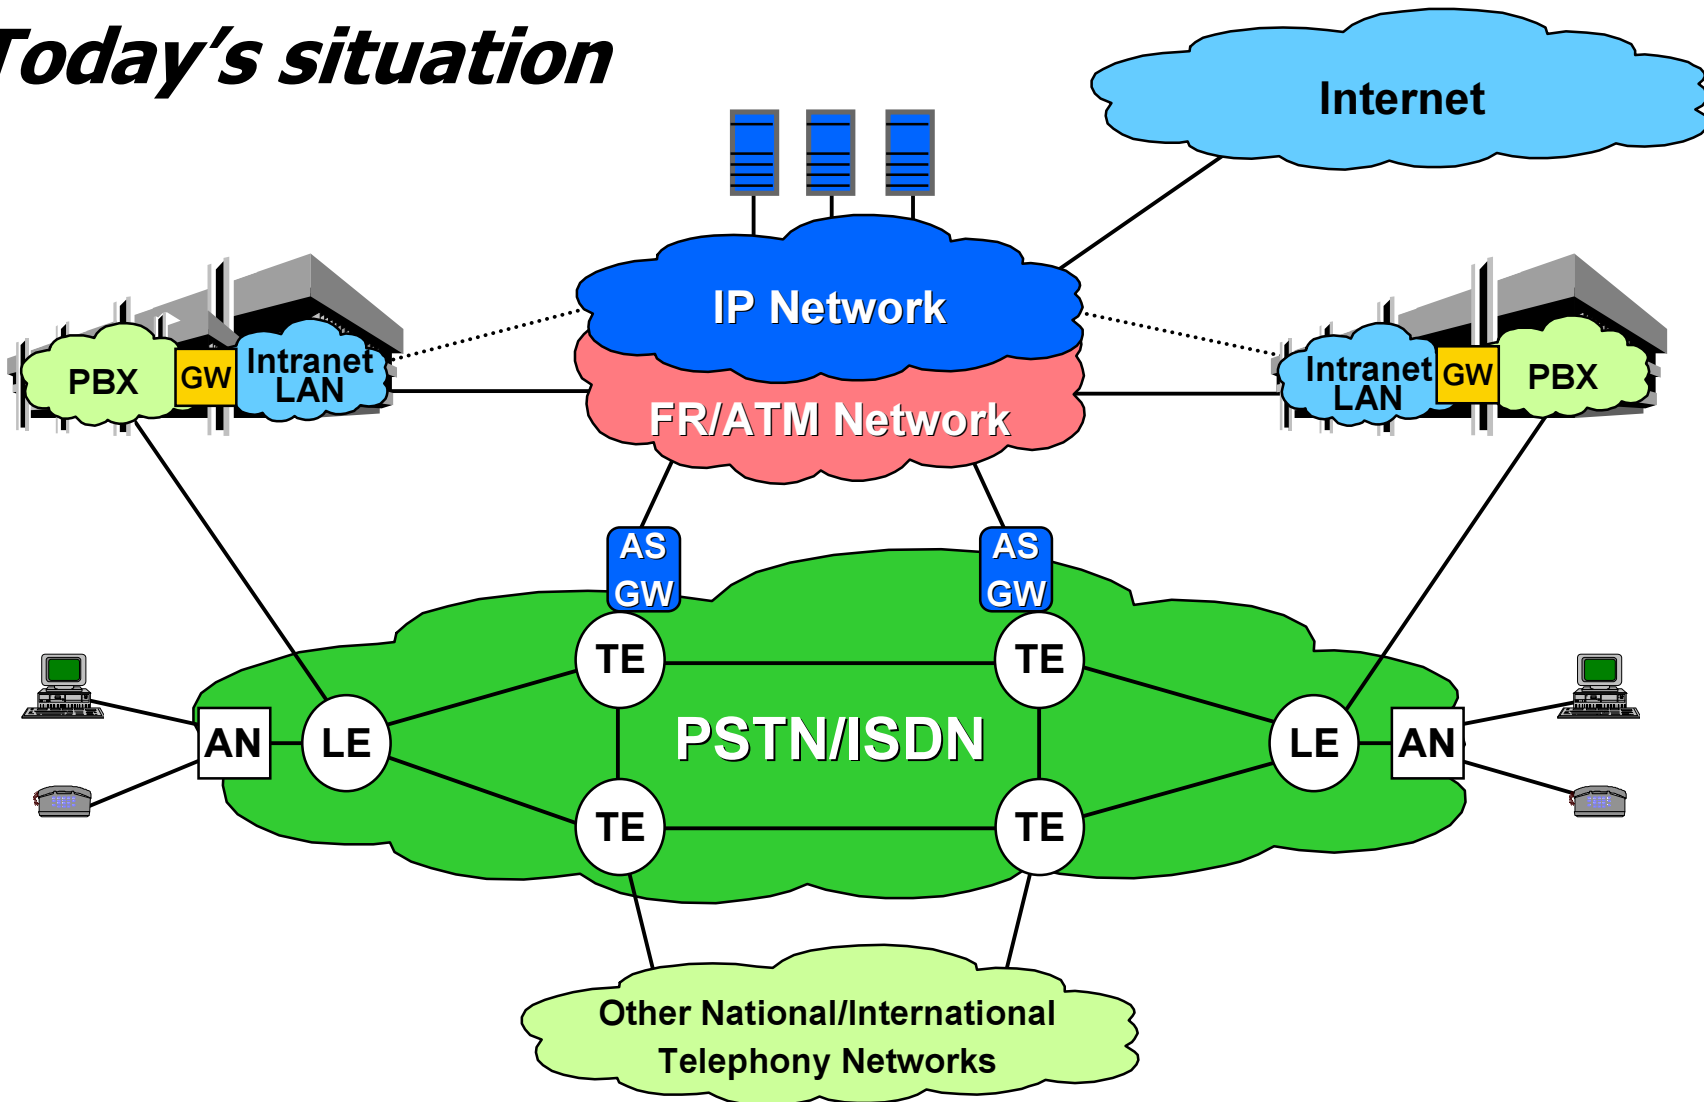 Today's situation
Internet
IP Network
PBX
GW
Intranet
LAN
Intranet
LAN
GW
PBX
FR/ATM Network
AS
GW
AS
GW
TE
TE
AN
LE
PSTN/ISDN
LE
AN
TE
TE
Other National/International
Telephony Networks